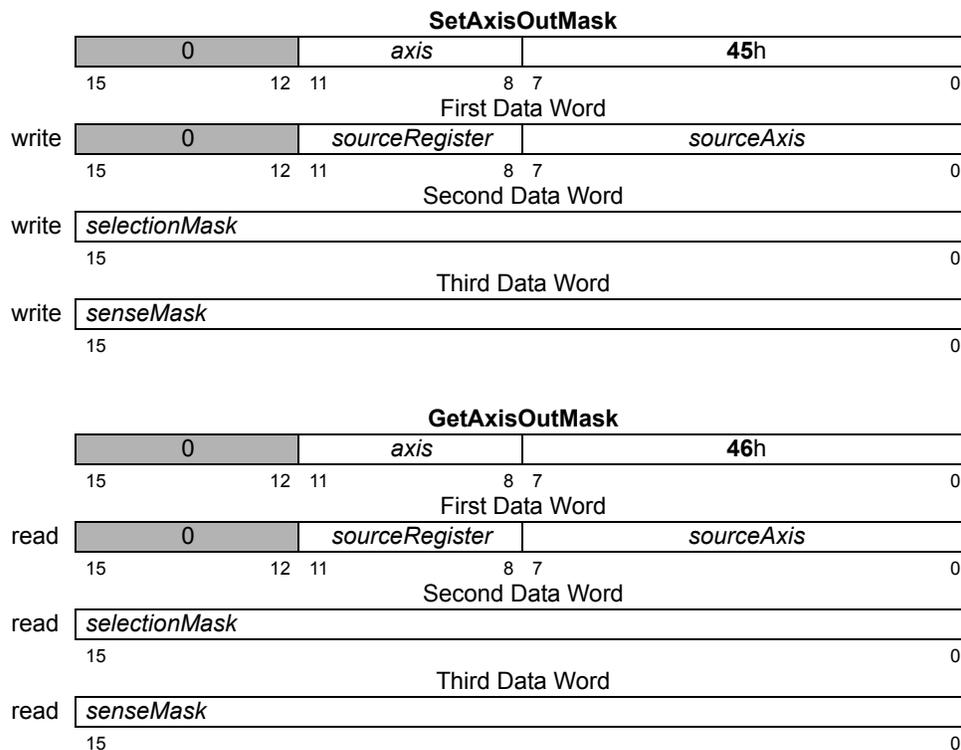 SetAxisOutMask
0 axis 45h
15 12 11 8 7 0
First Data Word
write 0 sourceRegister sourceAxis
15 12 11 8 7 0
Second Data Word
write selectionMask
15 0
Third Data Word
write senseMask
15 0
GetAxisOutMask
0 axis 46h
15 12 11 8 7 0
First Data Word
read 0 sourceRegister sourceAxis
15 12 11 8 7 0
Second Data Word
read selectionMask
15 0
Third Data Word
read senseMask
15 0